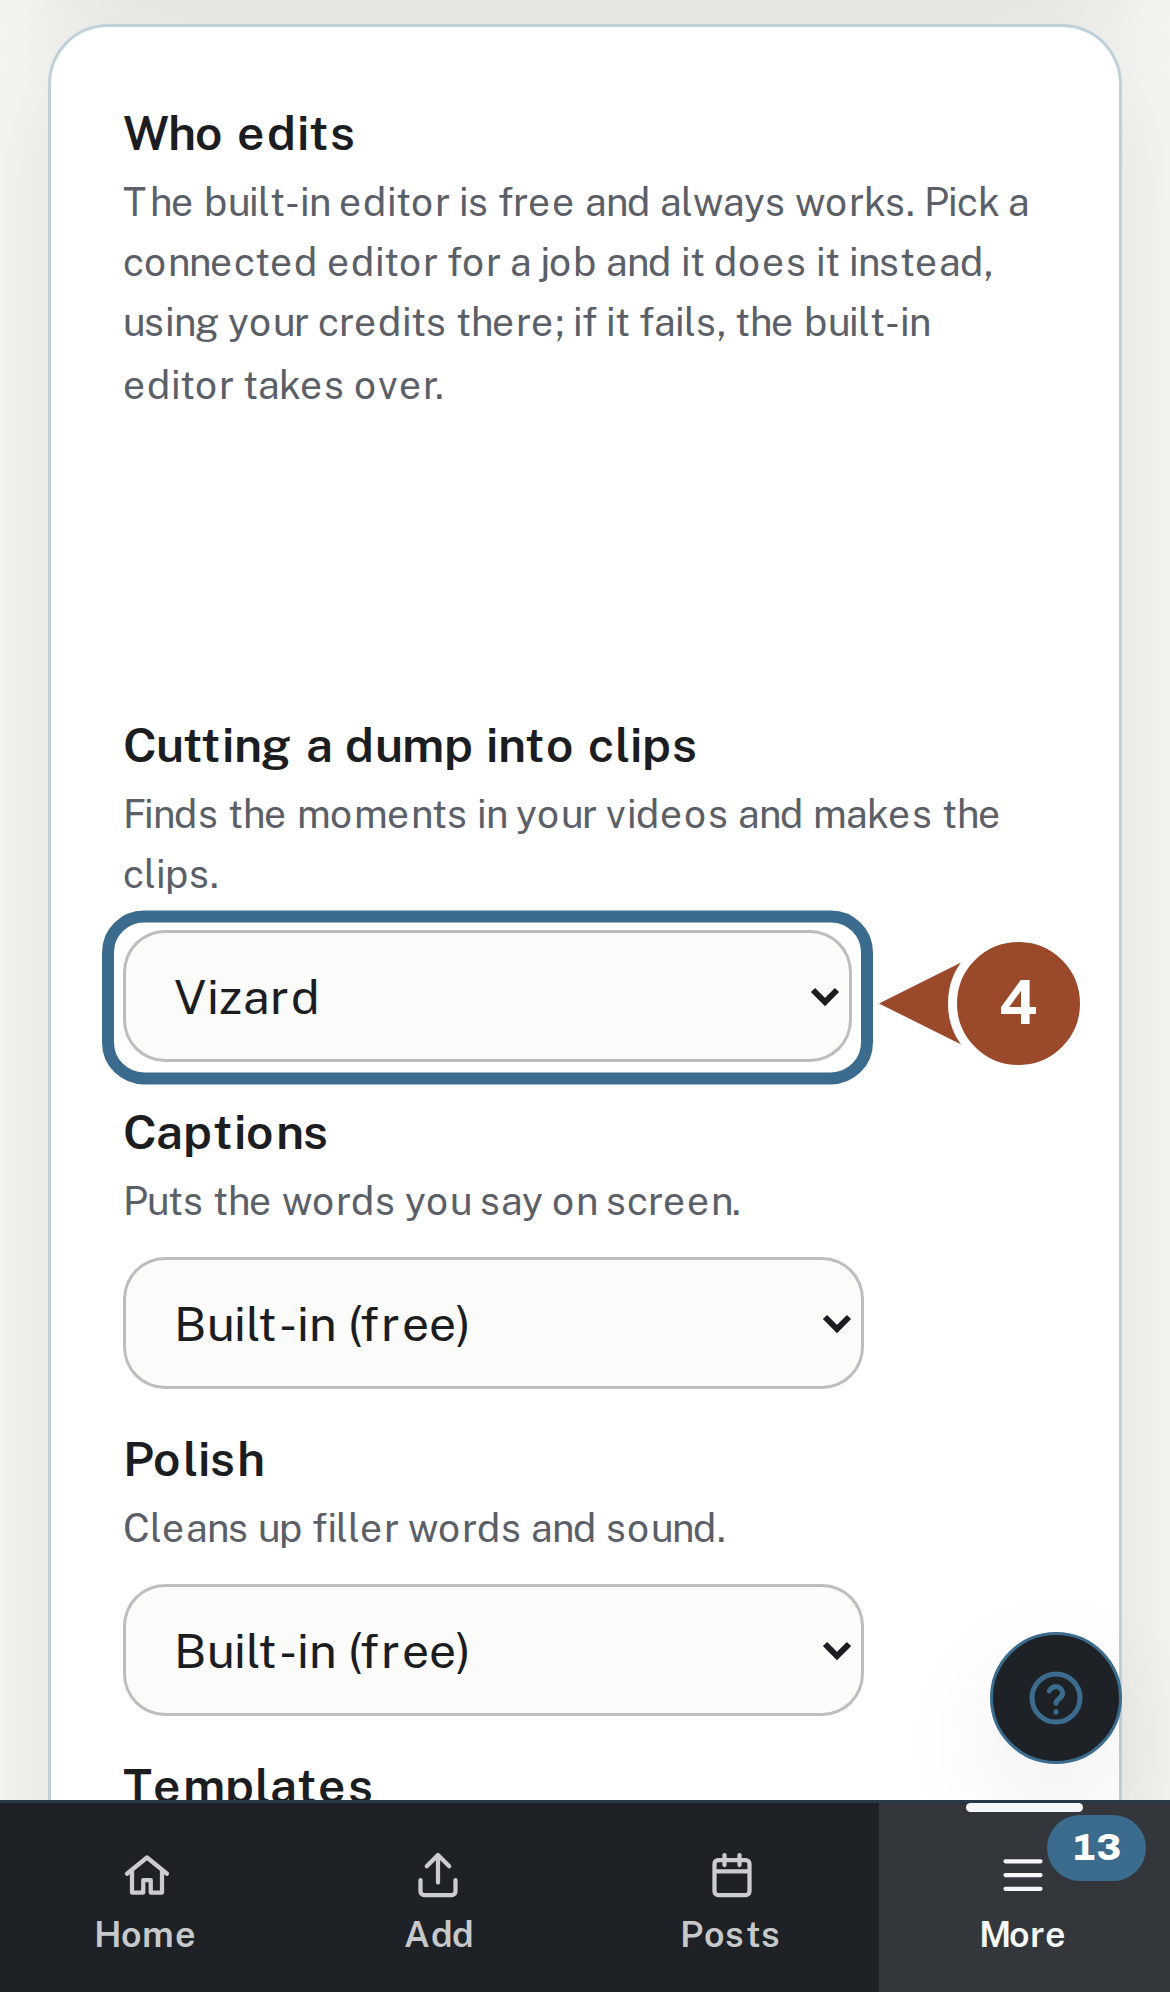 Who edits
The built-in editor is free and always works. Pick a
connected editor for a job and it does it instead,
using your credits there; if it fails, the built-in
editor takes over.
Cutting a dump into clips
Finds the moments in your videos and makes the
clips.
Vizard
4
Captions
Puts the words you say on screen.
Built-in (free)
Polish
Cleans up filler words and sound.
Built-in (free)
Templates
13
Home
Add
Posts
More